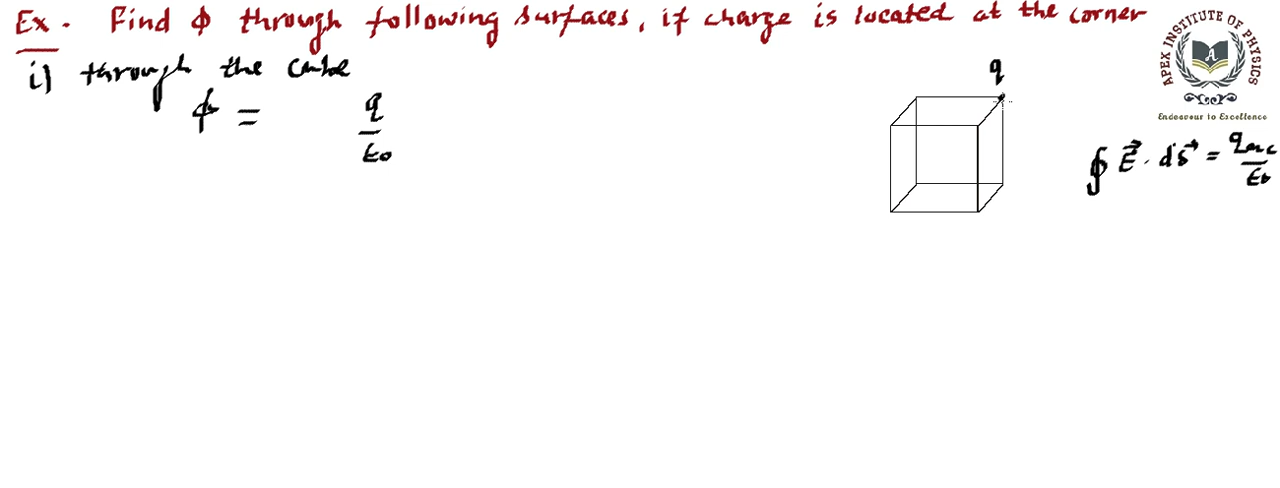 Ex. Find ϕ through following surfaces, if charge is located at the corner
i) through the cube
ϕ = q/ε₀
q
∮ E⃗ . ds⃗ = qenc/ε₀
APEX INSTITUTE OF PHYSICS
A
Endeavour to Excellence